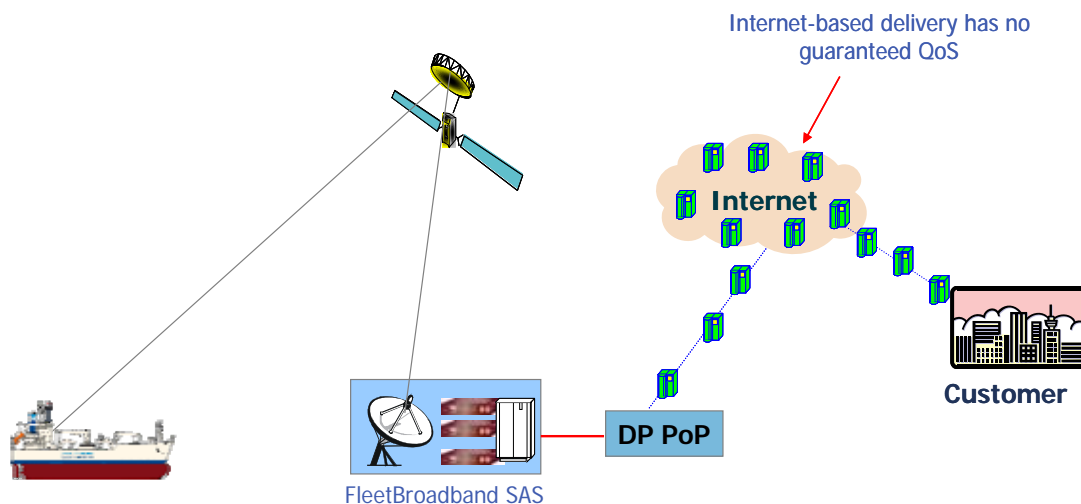 Internet-based delivery has no
guaranteed QoS
Internet
Customer
DP PoP
FleetBroadband SAS